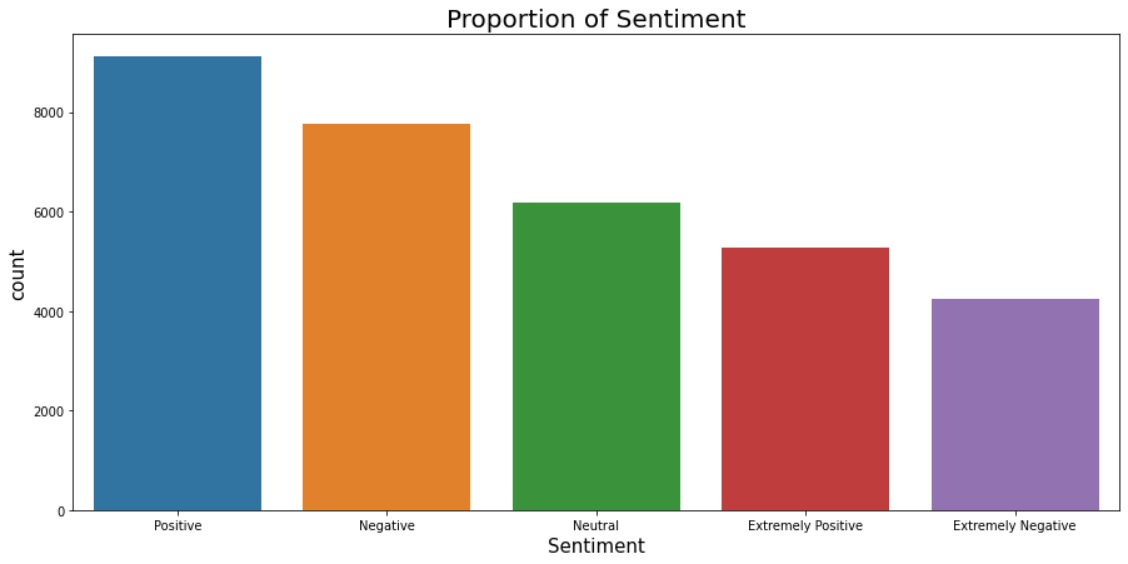 Proportion of Sentiment
count
8000
6000
4000
2000
0
Positive Negative Neutral Extremely Positive Extremely Negative
Sentiment